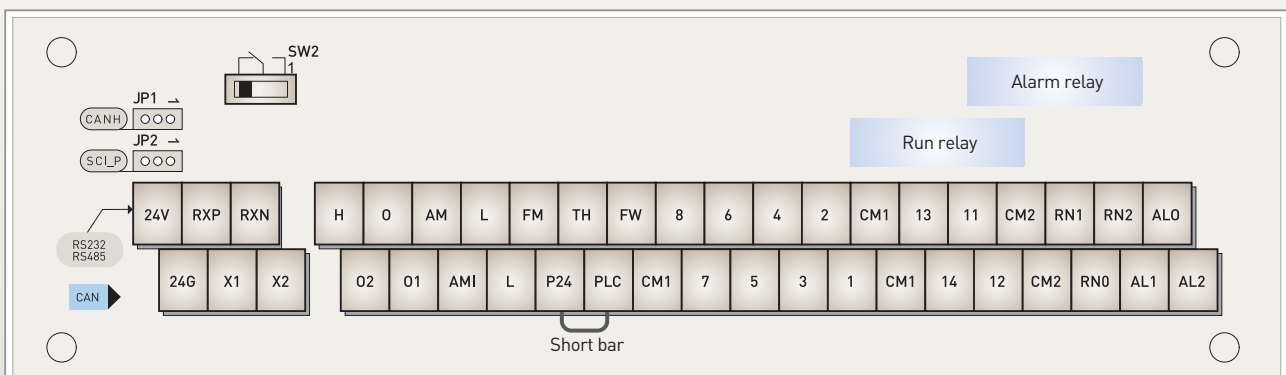 SW2
1
Alarm relay
JP1
CANH
Run relay
JP2
SCI_P
24V RXP RXN H O AM L FM TH FW 8 6 4 2 CM1 13 11 CM2 RN1 RN2 AL0
RS232
RS485
24G X1 X2 O2 O1 AMI L P24 PLC CM1 7 5 3 1 CM1 14 12 CM2 RN0 AL1 AL2
CAN
Short bar